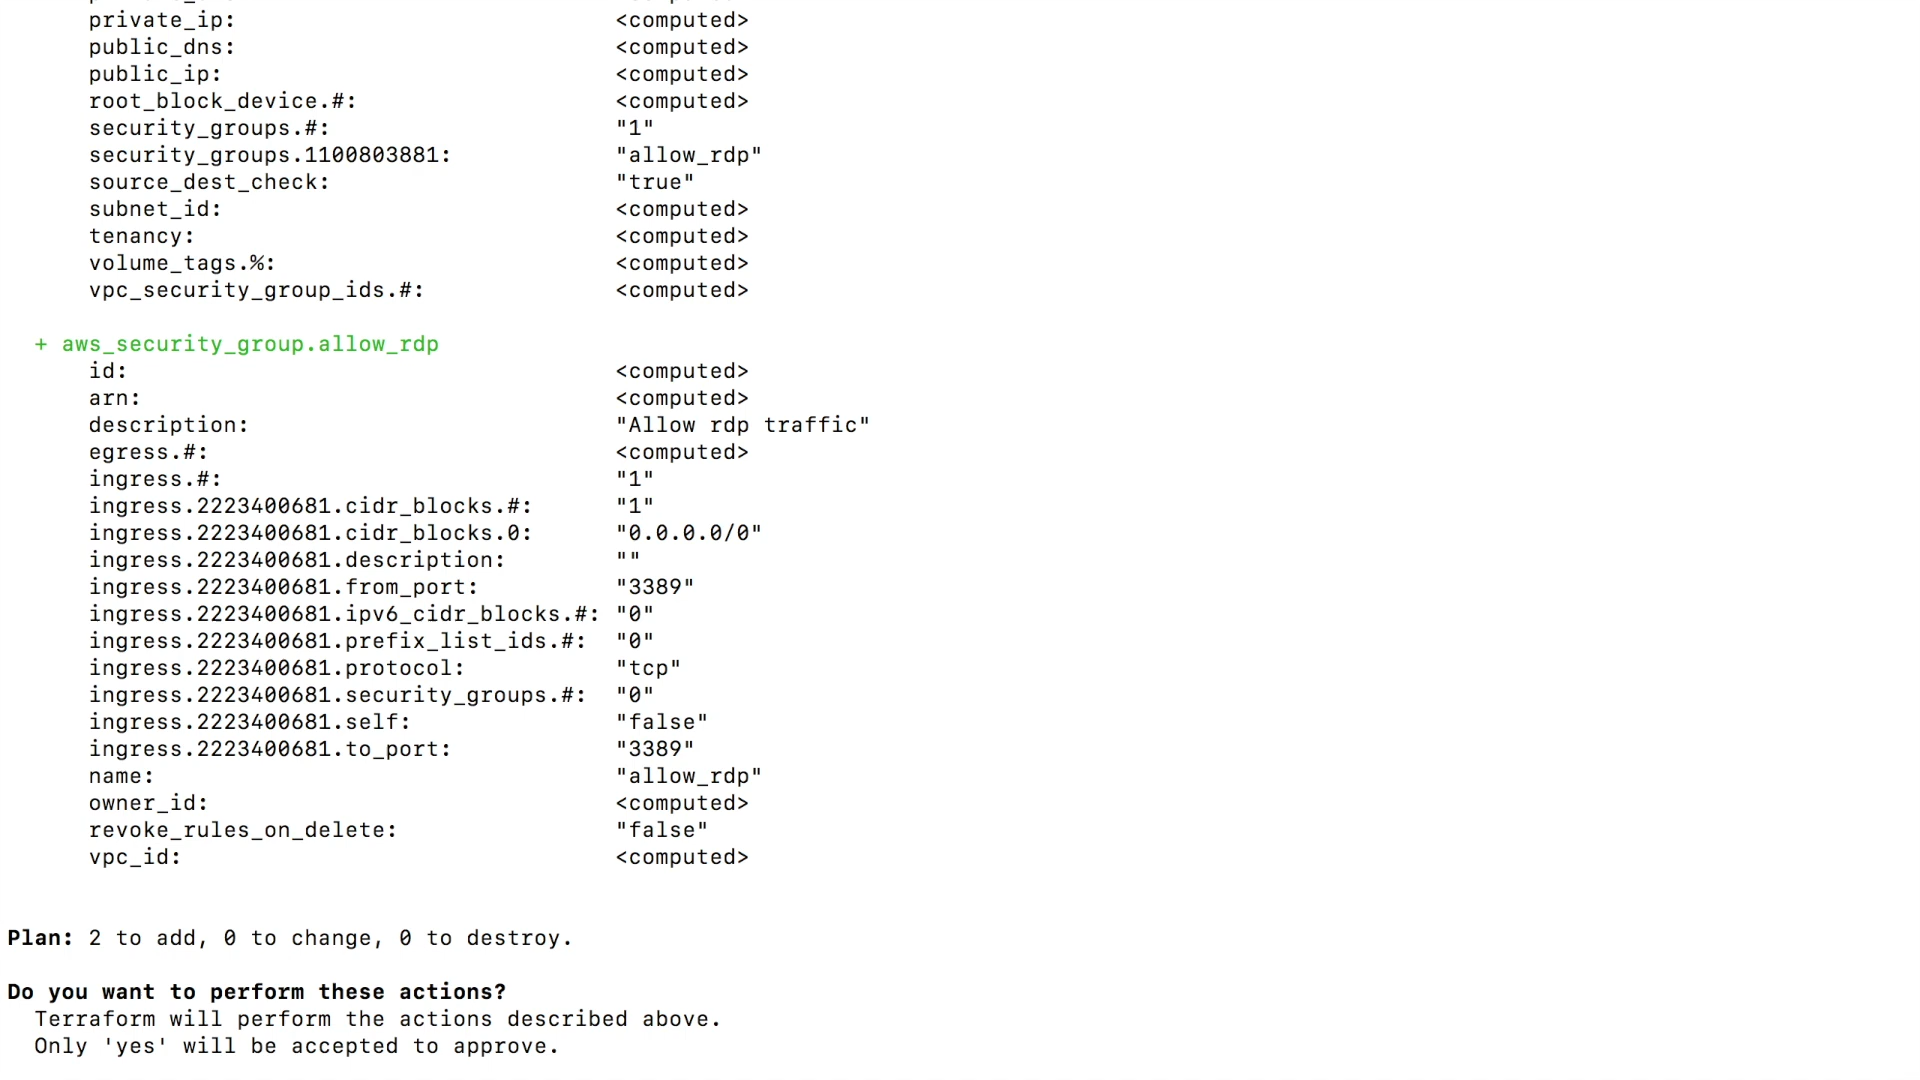 private_ip: <computed>
public_dns: <computed>
public_ip: <computed>
root_block_device.#: <computed>
security_groups.#: "1"
security_groups.1100803881: "allow_rdp"
source_dest_check: "true"
subnet_id: <computed>
tenancy: <computed>
volume_tags.%: <computed>
vpc_security_group_ids.#: <computed>
+ aws_security_group.allow_rdp
id: <computed>
arn: <computed>
description: "Allow rdp traffic"
egress.#: <computed>
ingress.#: "1"
ingress.2223400681.cidr_blocks.#: "1"
ingress.2223400681.cidr_blocks.0: "0.0.0.0/0"
ingress.2223400681.description: ""
ingress.2223400681.from_port: "3389"
ingress.2223400681.ipv6_cidr_blocks.#: "0"
ingress.2223400681.prefix_list_ids.#: "0"
ingress.2223400681.protocol: "tcp"
ingress.2223400681.security_groups.#: "0"
ingress.2223400681.self: "false"
ingress.2223400681.to_port: "3389"
name: "allow_rdp"
owner_id: <computed>
revoke_rules_on_delete: "false"
vpc_id: <computed>
Plan: 2 to add, 0 to change, 0 to destroy.
Do you want to perform these actions?
Terraform will perform the actions described above.
Only 'yes' will be accepted to approve.